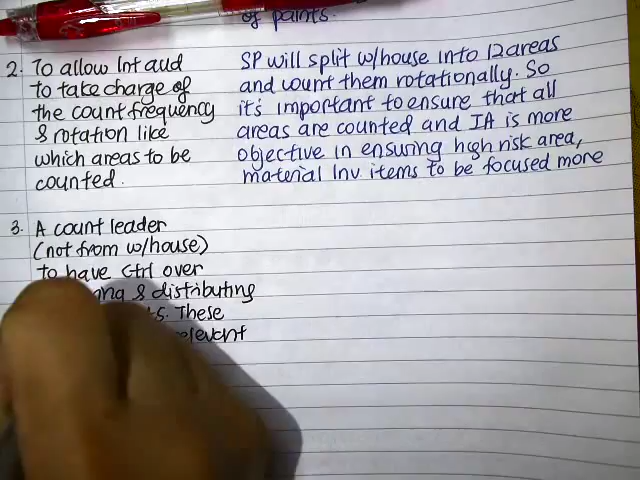 of paints.
2. To allow Int aud
to take charge of
the count frequency
& rotation like
which areas to be
counted.
SP will split w/house into 12 areas
and count them rotationally. So
it's important to ensure that all
areas are counted and IA is more
objective in ensuring high risk area,
material Inv. items to be focused more
3. A count leader
(not from w/house)
to have ctrl over
& distributing
These